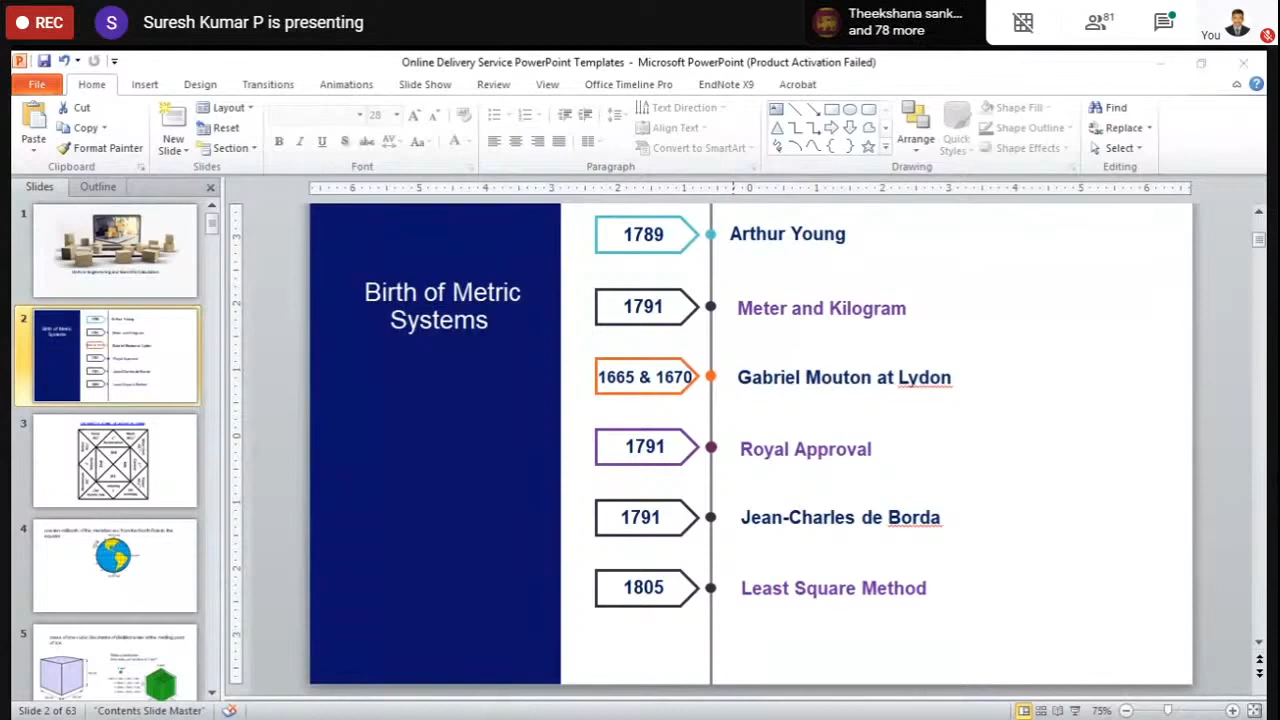 REC
S
Suresh Kumar P is presenting
Theekshana sank...
and 78 more
81
You
Online Delivery Service PowerPoint Templates - Microsoft PowerPoint (Product Activation Failed)
File Home Insert Design Transitions Animations Slide Show Review View Office Timeline Pro EndNote X9 Acrobat
Paste
Cut
Copy
Format Painter
Clipboard
New
Slide
Layout
Reset
Section
Slides
28
Font
Text Direction
Align Text
Convert to SmartArt
Paragraph
Arrange
Quick
Styles
Shape Fill
Shape Outline
Shape Effects
Drawing
Find
Replace
Select
Editing
Slides Outline
1
2
3
4
5
Birth of Metric
Systems
1789 Arthur Young
1791 Meter and Kilogram
1665 & 1670 Gabriel Mouton at Lydon
1791 Royal Approval
1791 Jean-Charles de Borda
1805 Least Square Method
Slide 2 of 63
"Contents Slide Master"
75%